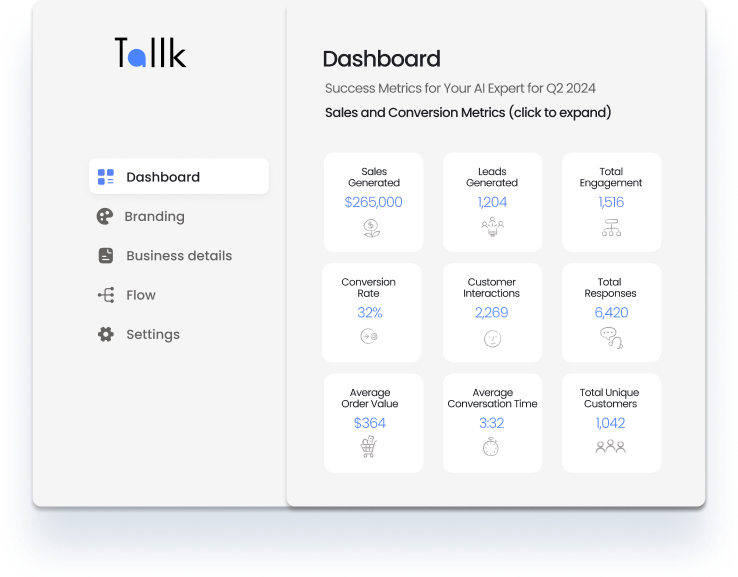 Tallk
Dashboard
Branding
Business details
Flow
Settings
Dashboard
Success Metrics for Your AI Expert for Q2 2024
Sales and Conversion Metrics (click to expand)
Sales
Generated
$265,000
Leads
Generated
1,204
Total
Engagement
1,516
Conversion
Rate
32%
Customer
Interactions
2,269
Total
Responses
6,420
Average
Order Value
$364
Average
Conversation Time
3:32
Total Unique
Customers
1,042